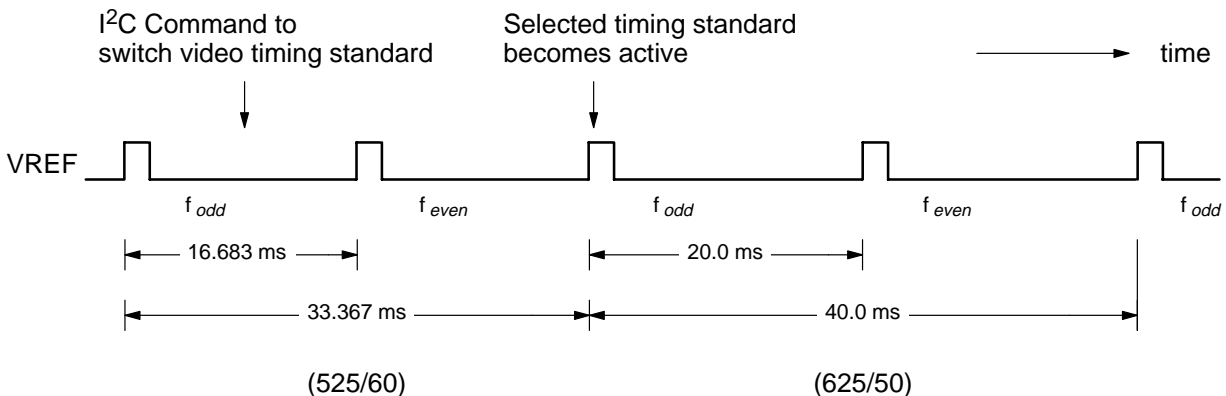 I²C Command to
switch video timing standard
Selected timing standard
becomes active
time
VREF
f odd
f even
f odd
f even
f odd
16.683 ms
20.0 ms
33.367 ms
40.0 ms
(525/60)
(625/50)